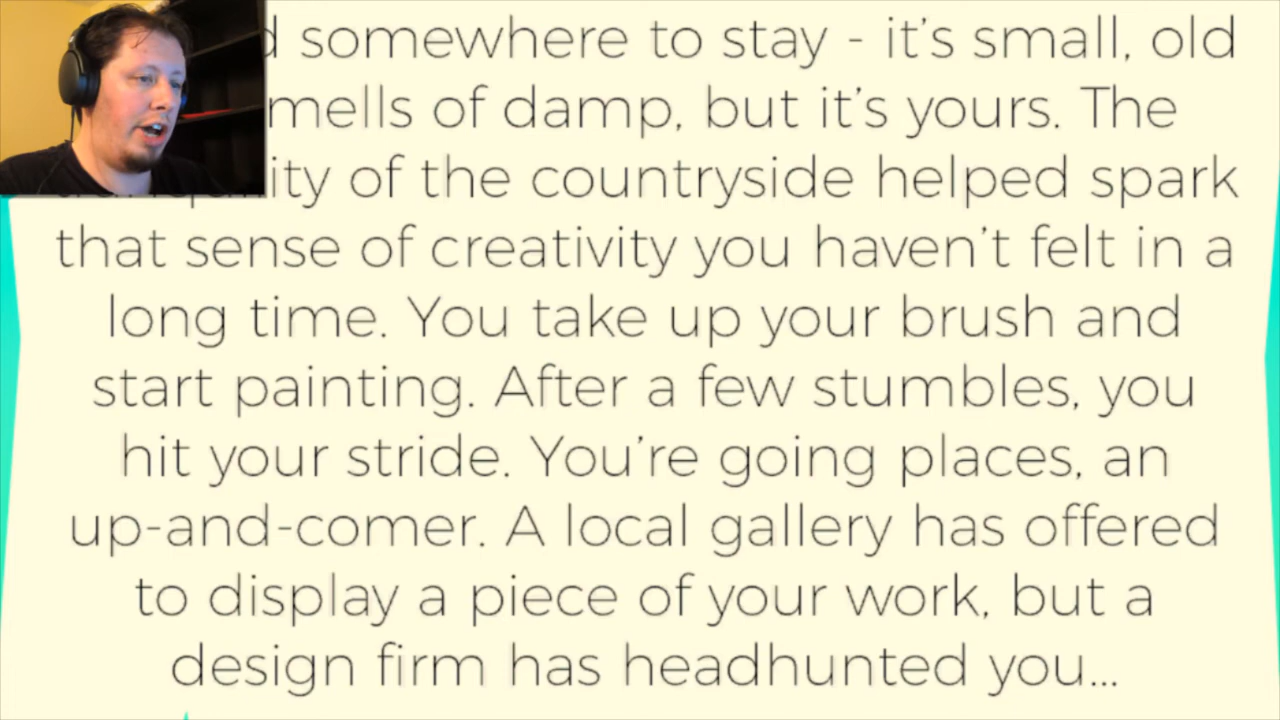 somewhere to stay - it's small, old
of damp, but it's yours. The
of the countryside helped spark
that sense of creativity you haven't felt in a
long time. You take up your brush and
start painting. After a few stumbles, you
hit your stride. You're going places, an
up-and-comer. A local gallery has offered
to display a piece of your work, but a
design firm has headhunted you...